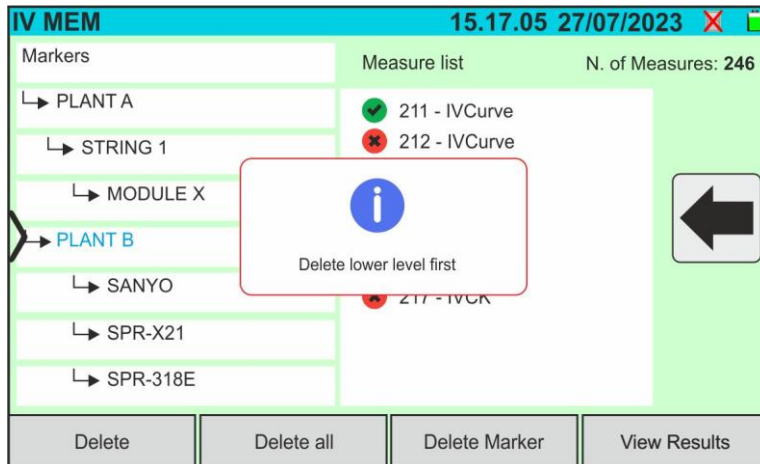 IV MEM 15.17.05 27/07/2023
Markers
Measure list N. of Measures: 246
PLANT A
211 - IVCurve
212 - IVCurve
STRING 1
MODULE X
PLANT B
Delete lower level first
SANYO
217 - IVCK
SPR-X21
SPR-318E
Delete Delete all Delete Marker View Results